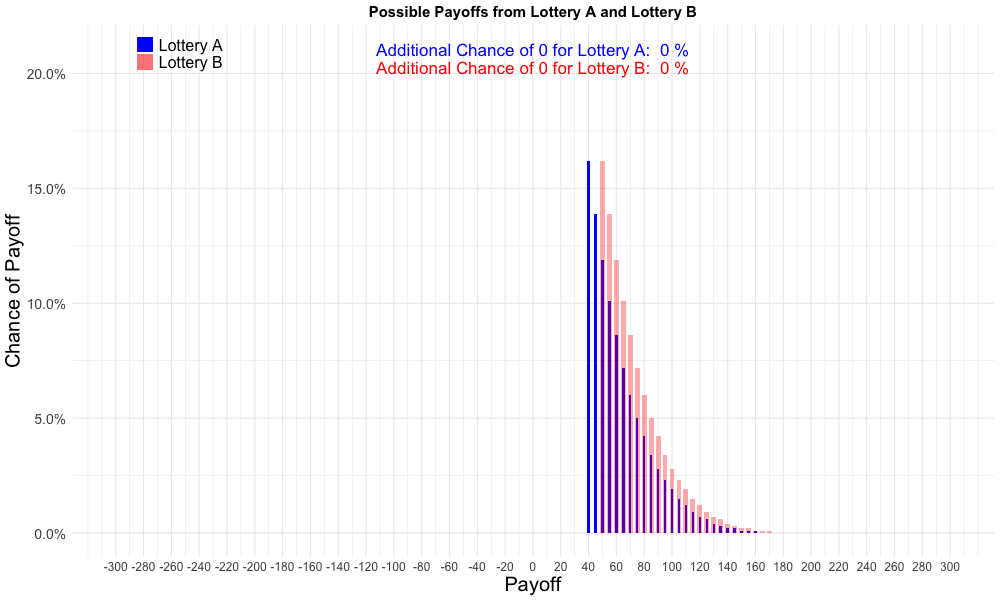 Possible Payoffs from Lottery A and Lottery B
Lottery A
Lottery B
Additional Chance of 0 for Lottery A:  0 %
Additional Chance of 0 for Lottery B:  0 %
Chance of Payoff
20.0%
15.0%
10.0%
5.0%
0.0%
-300 -280 -260 -240 -220 -200 -180 -160 -140 -120 -100 -80 -60 -40 -20 0 20 40 60 80 100 120 140 160 180 200 220 240 260 280 300
Payoff